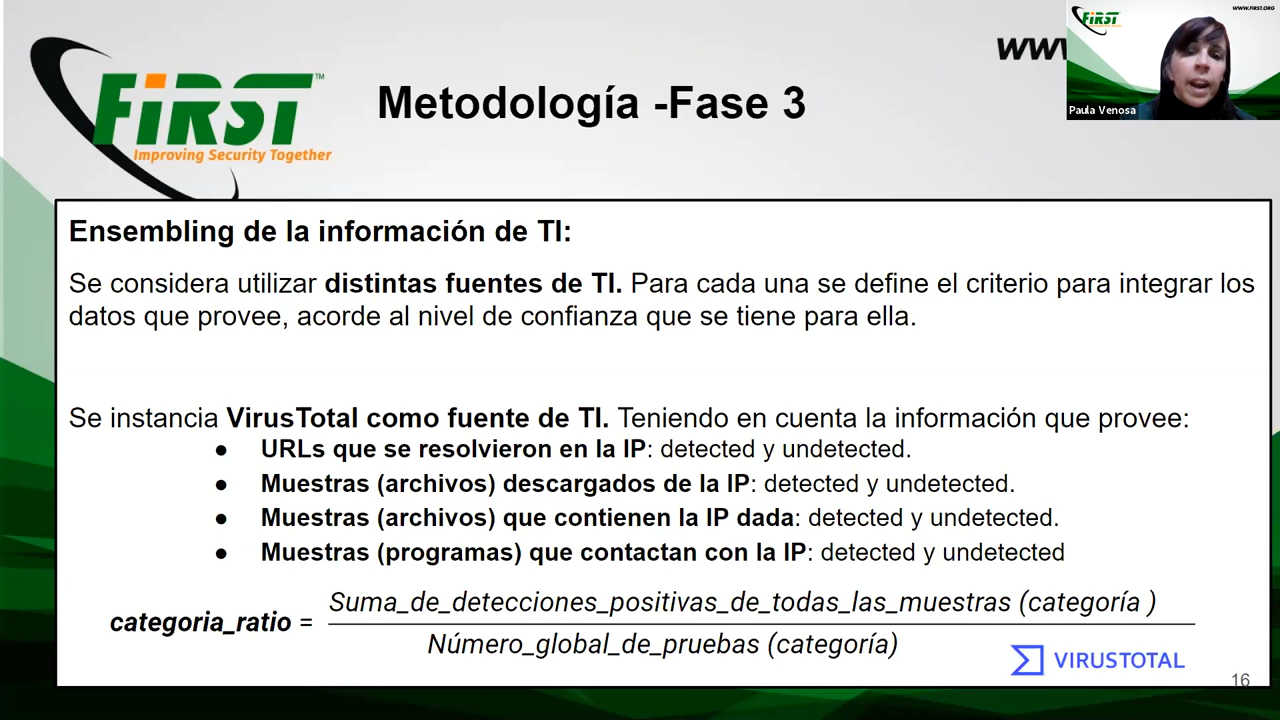 FiRST™
Improving Security Together
Metodología -Fase 3
www
FiRST
WWW.FIRST.ORG
Paula Venosa
Ensembling de la información de TI:
Se considera utilizar distintas fuentes de TI. Para cada una se define el criterio para integrar los
datos que provee, acorde al nivel de confianza que se tiene para ella.
Se instancia VirusTotal como fuente de TI. Teniendo en cuenta la información que provee:
● URLs que se resolvieron en la IP: detected y undetected.
● Muestras (archivos) descargados de la IP: detected y undetected.
● Muestras (archivos) que contienen la IP dada: detected y undetected.
● Muestras (programas) que contactan con la IP: detected y undetected
Suma_de_detecciones_positivas_de_todas_las_muestras (categoría )
categoria_ratio =
Número_global_de_pruebas (categoría)
VIRUSTOTAL
16